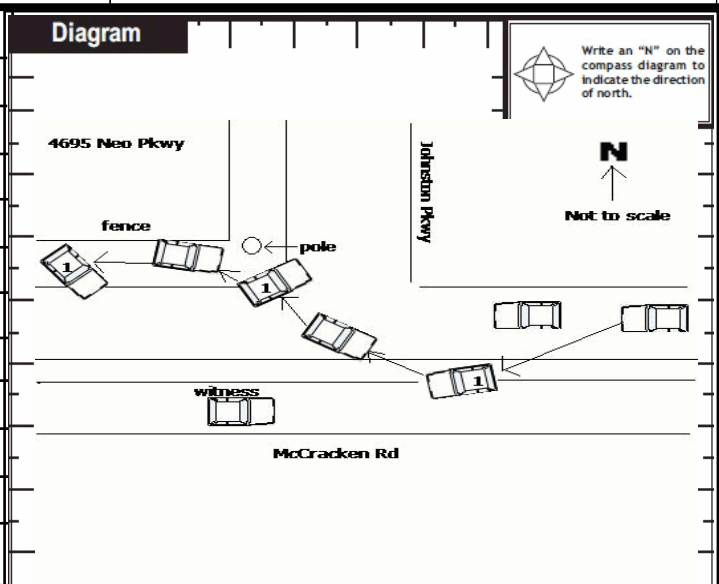 Diagram
Write an “N” on the
compass diagram to
indicate the direction
of north.
4695 Neo Pkwy
Johnston Pkwy
N
Not to scale
fence
pole
1
1
1
witness
McCracken Rd